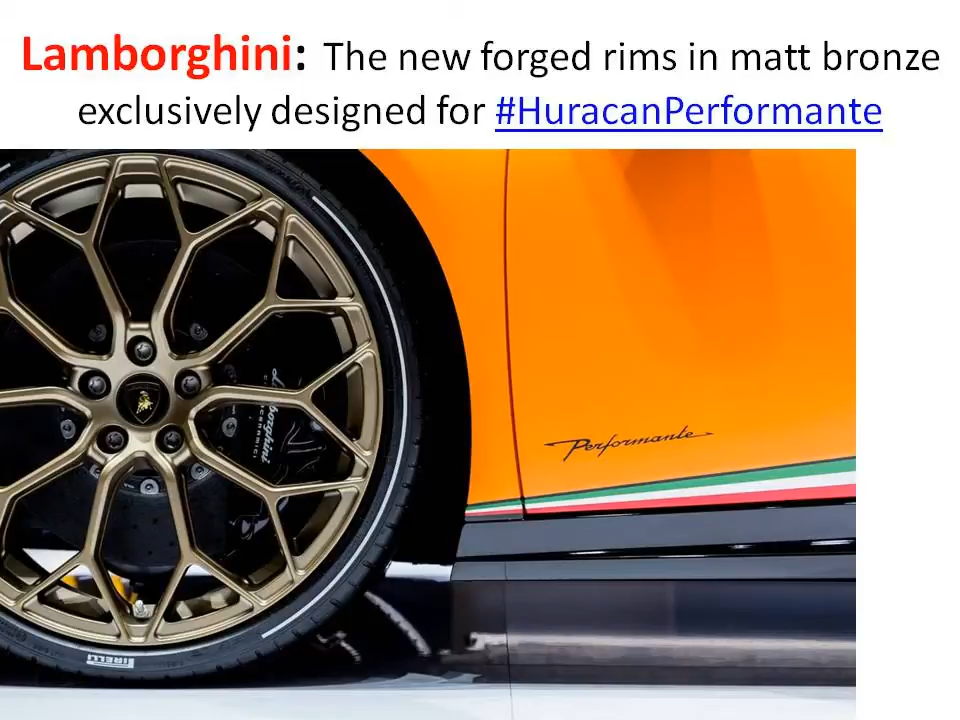 Lamborghini: The new forged rims in matt bronze
exclusively designed for #HuracanPerformante
Lamborghini
Performante
PIRELLI